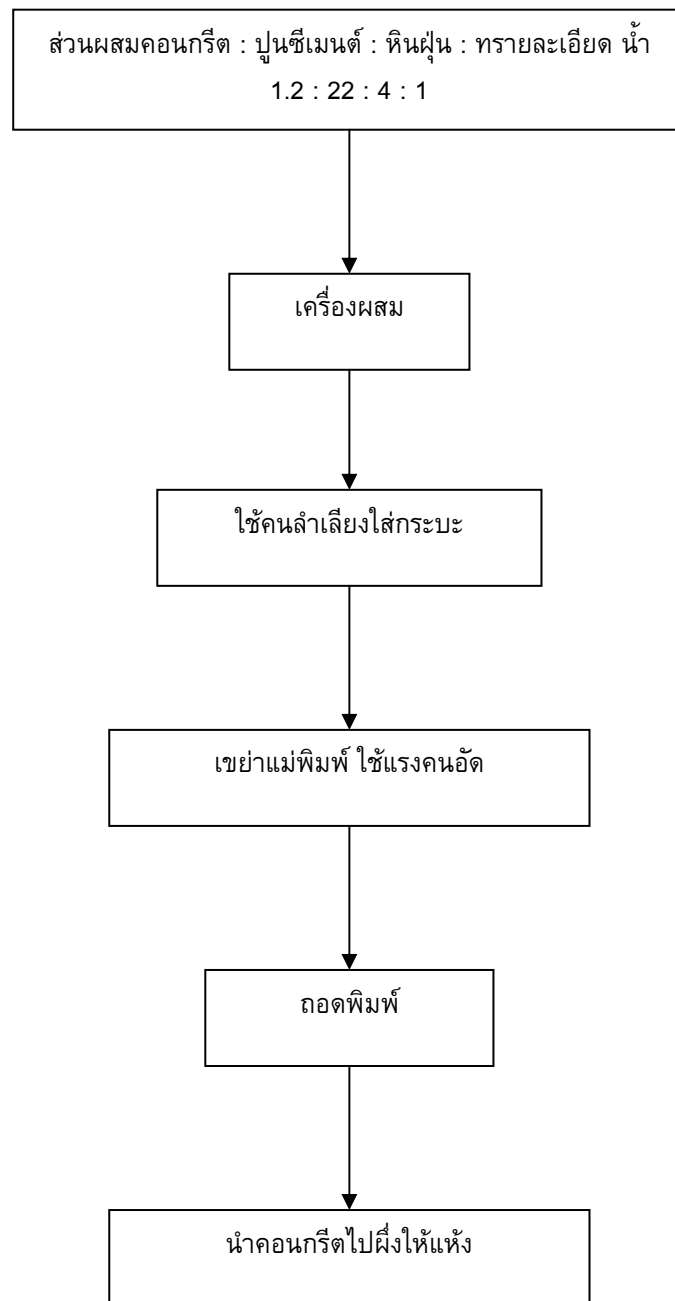 ส่วนผสมคอนกรีต : ปูนซีเมนต์ : หินฝุ่น : ทรายละเอียด น้ำ
1.2 : 22 : 4 : 1
เครื่องผสม
ใช้คนลำเลียงใส่กระบะ
เขย่าแม่พิมพ์ ใช้แรงคนอัด
ถอดพิมพ์
นำคอนกรีตไปผึ่งให้แห้ง